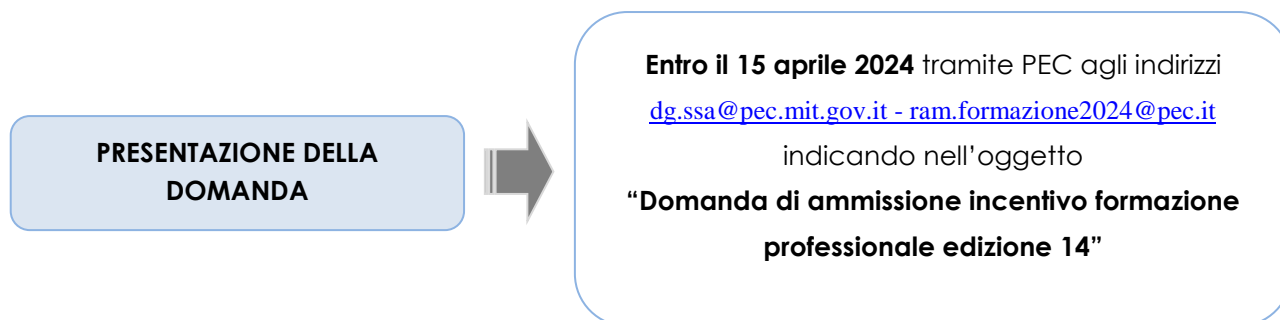 PRESENTAZIONE DELLA
DOMANDA
Entro il 15 aprile 2024 tramite PEC agli indirizzi
dg.ssa@pec.mit.gov.it - ram.formazione2024@pec.it
indicando nell’oggetto
“Domanda di ammissione incentivo formazione
professionale edizione 14”